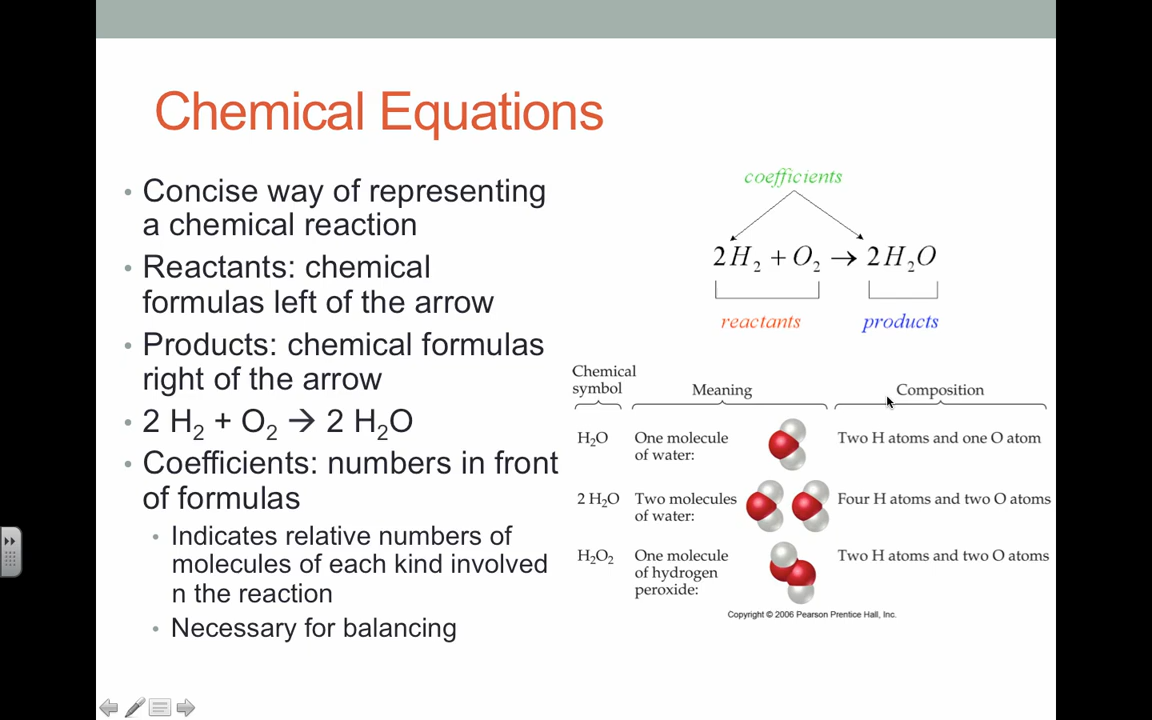 Chemical Equations
• Concise way of representing
a chemical reaction
• Reactants: chemical
formulas left of the arrow
• Products: chemical formulas
right of the arrow
• 2 H₂ + O₂ → 2 H₂O
• Coefficients: numbers in front
of formulas
• Indicates relative numbers of
molecules of each kind involved
n the reaction
• Necessary for balancing
coefficients
2H₂ + O₂ → 2H₂O
reactants products
Chemical
symbol Meaning Composition
H₂O One molecule Two H atoms and one O atom
of water:
2 H₂O Two molecules Four H atoms and two O atoms
of water:
H₂O₂ One molecule Two H atoms and two O atoms
of hydrogen
peroxide:
Copyright © 2006 Pearson Prentice Hall, Inc.